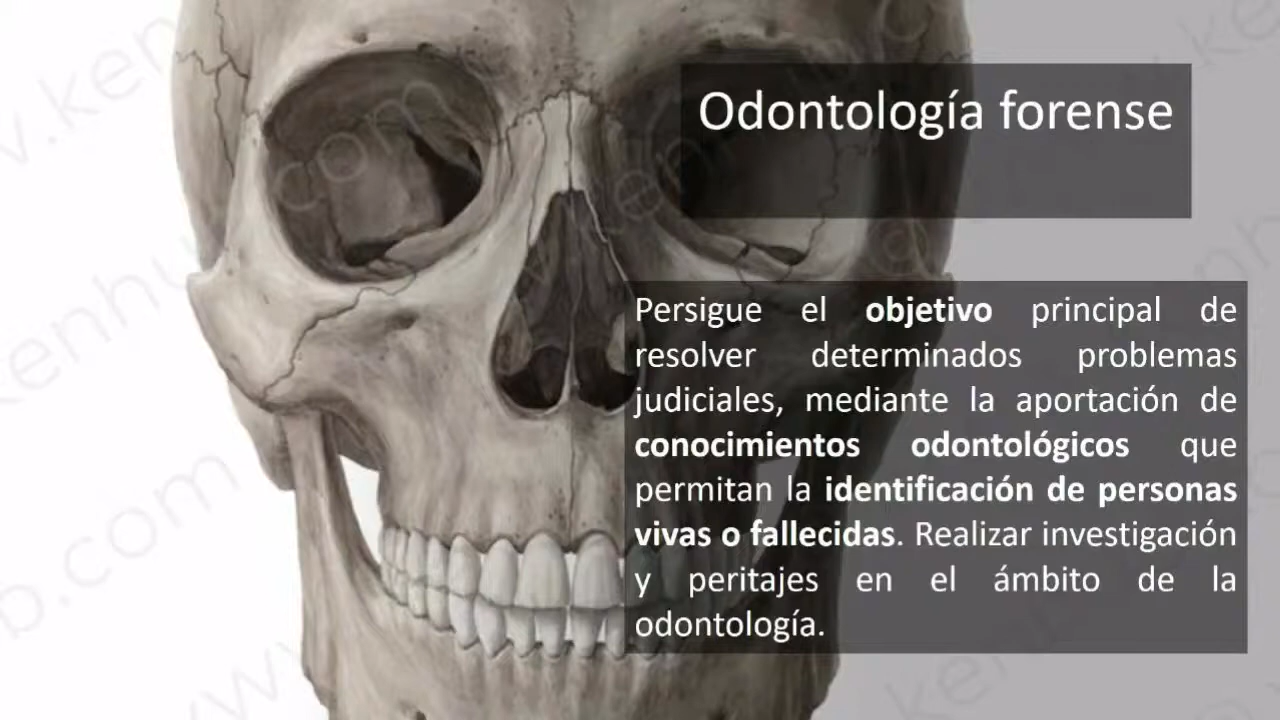 Odontología forense
Persigue el objetivo principal de
resolver determinados problemas
judiciales, mediante la aportación de
conocimientos odontológicos que
permitan la identificación de personas
vivas o fallecidas. Realizar investigación
y peritajes en el ámbito de la
odontología.